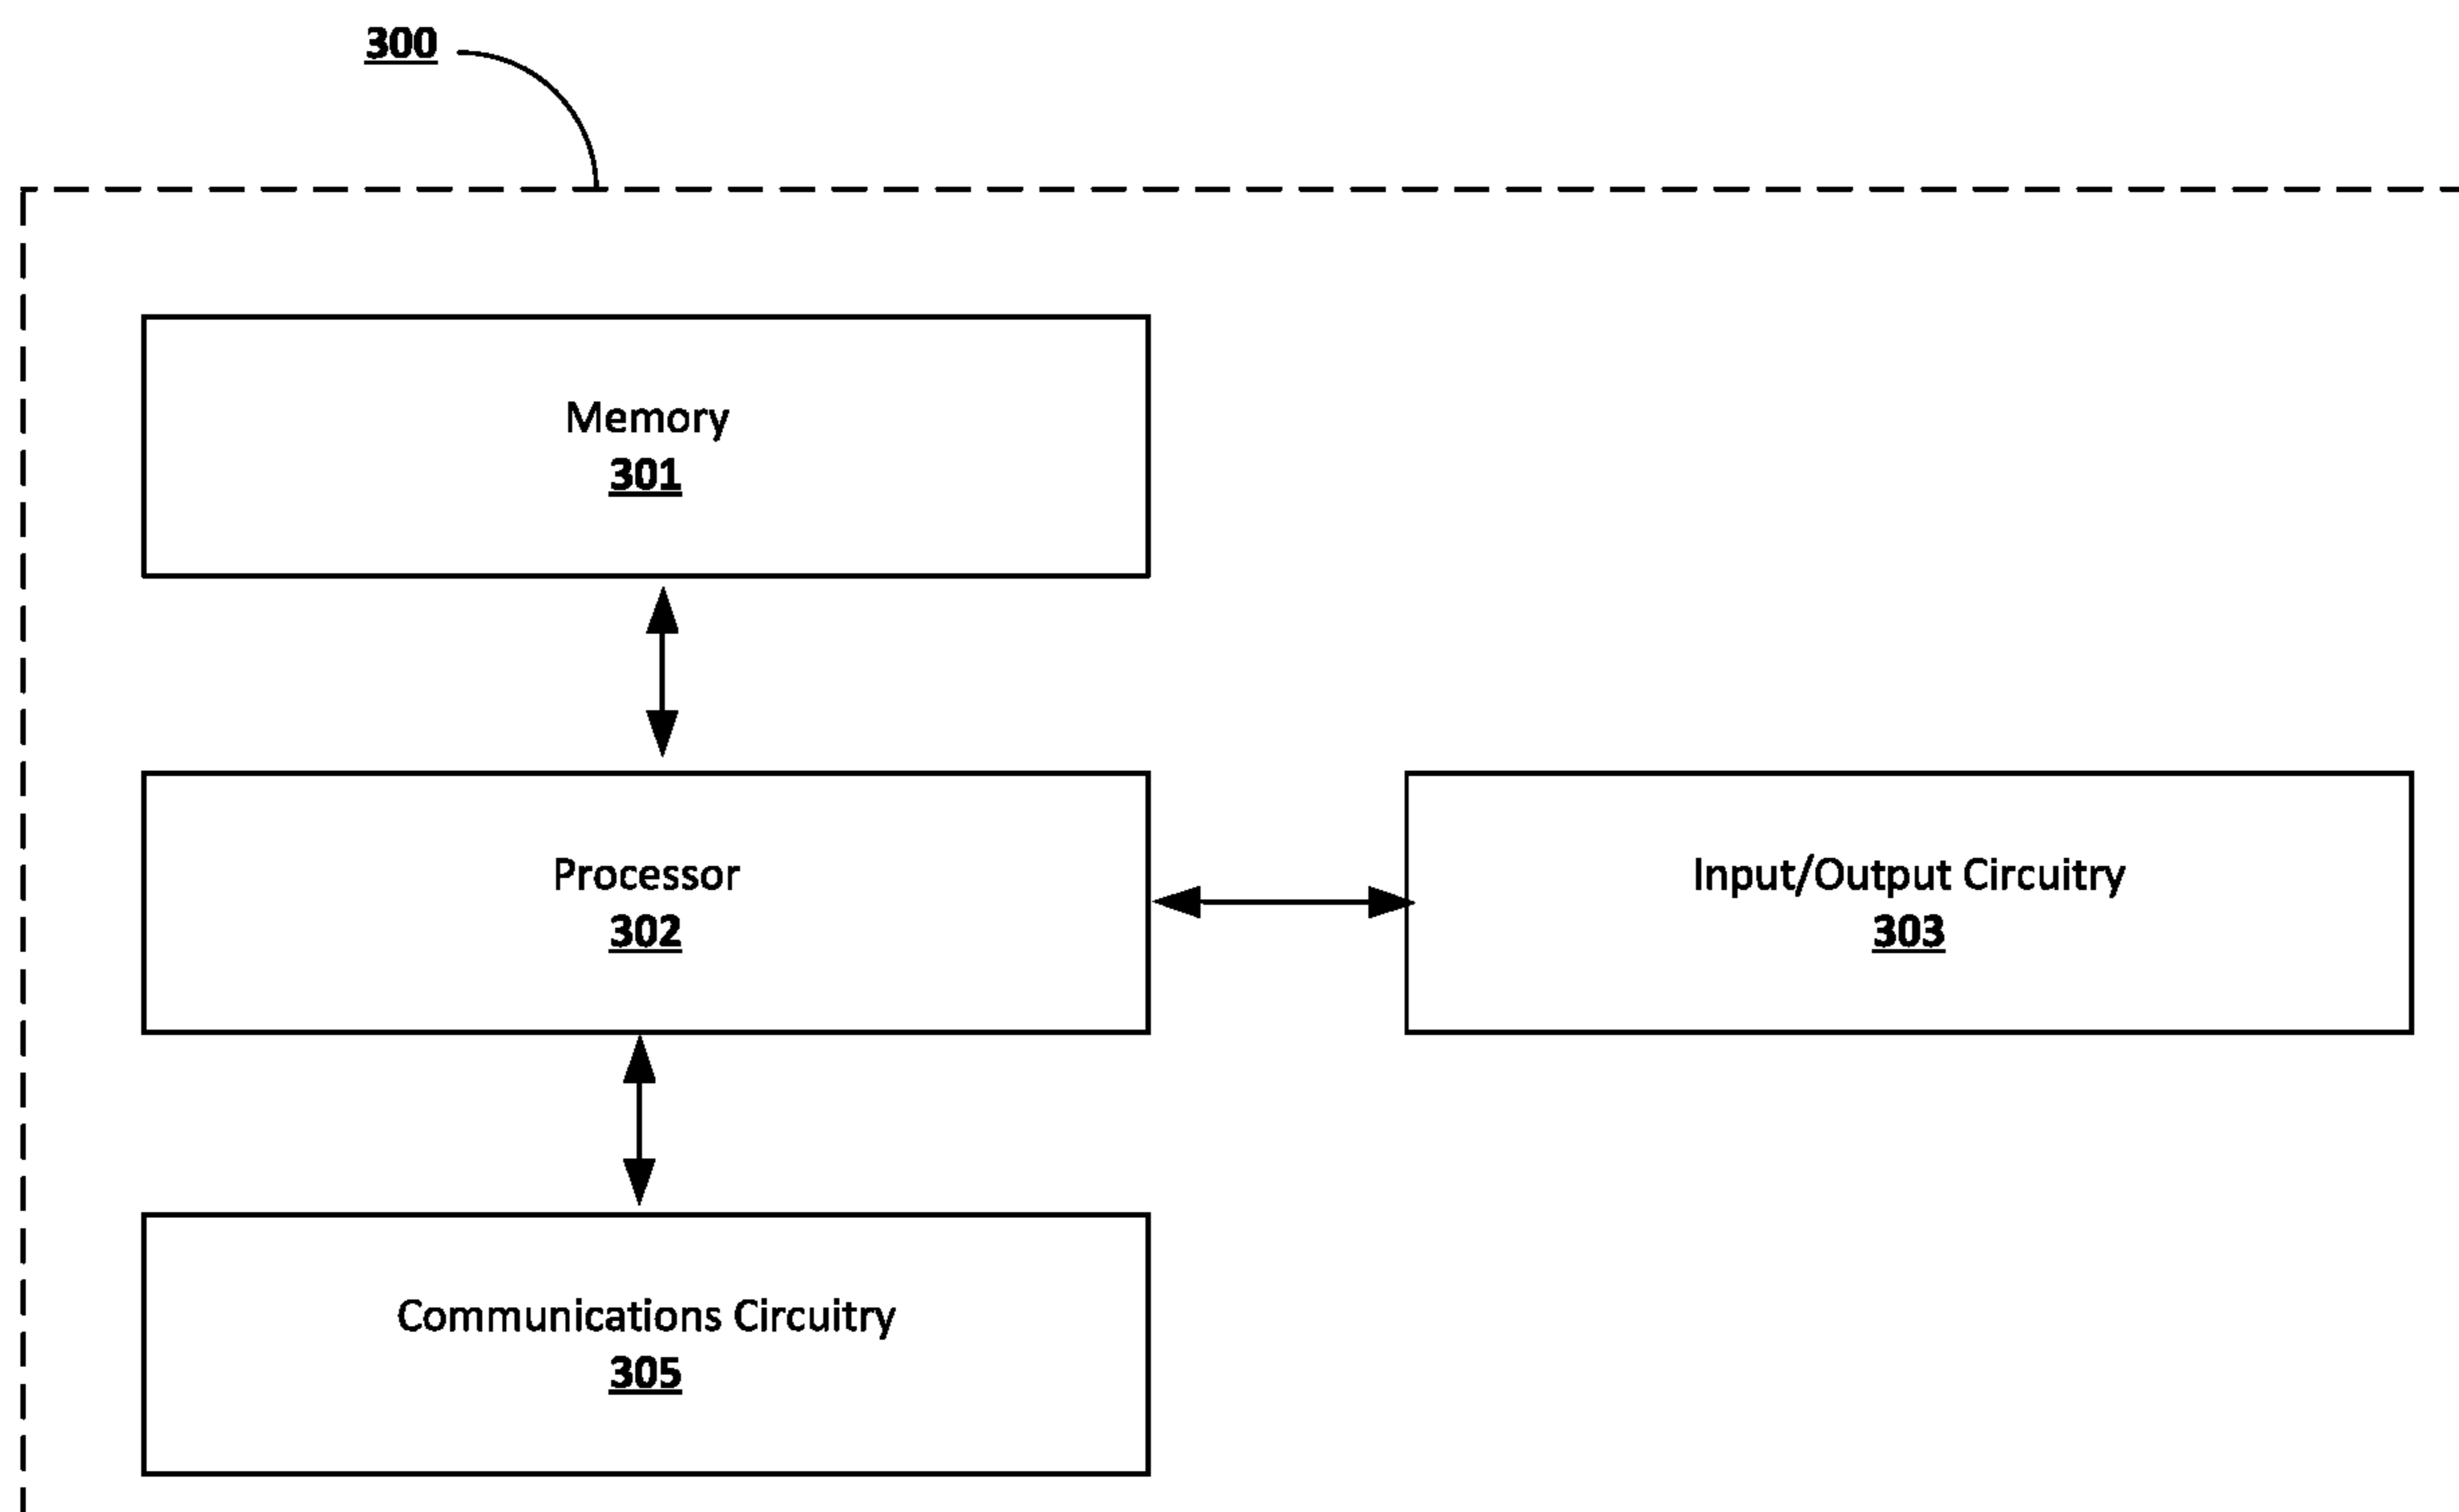 300
Memory
301
Processor
302
Input/Output Circuitry
303
Communications Circuitry
305